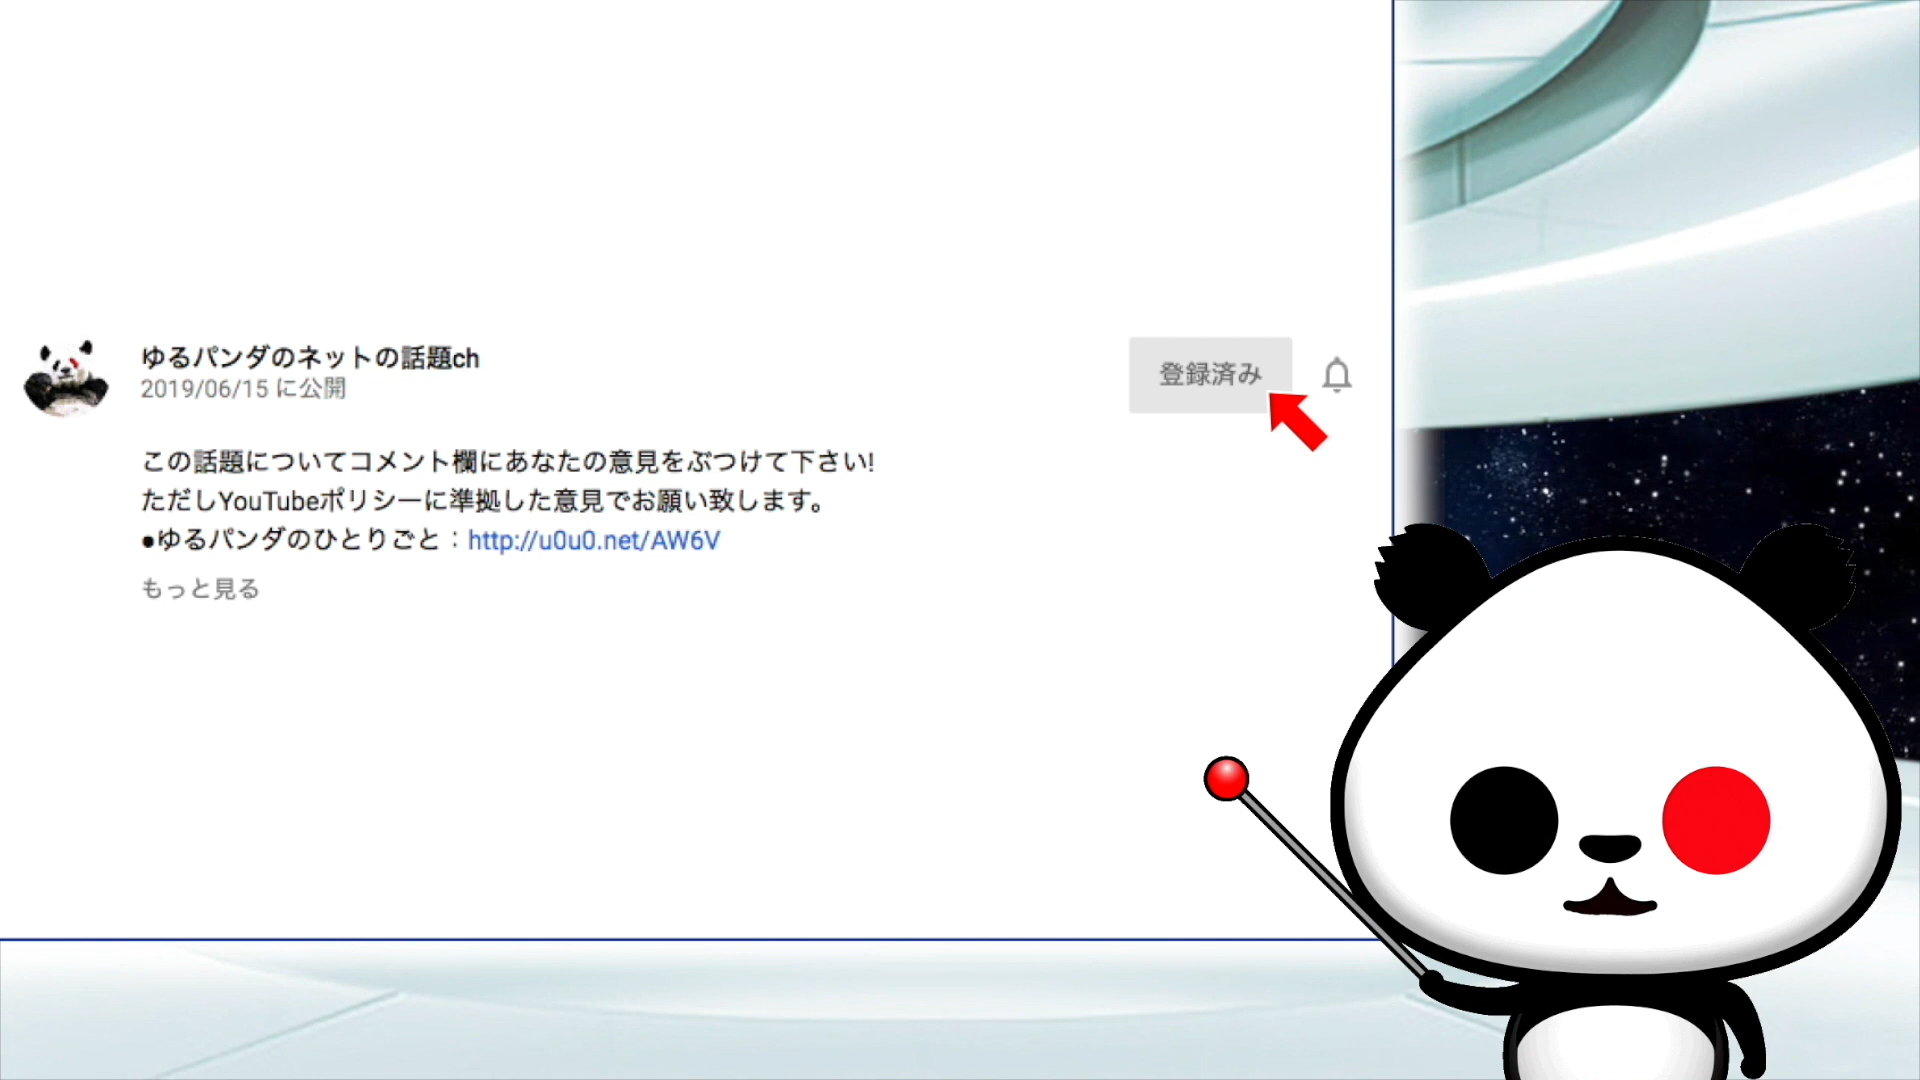 ゆるパンダのネットの話題ch
2019/06/15 に公開
登録済み
この話題についてコメント欄にあなたの意見をぶつけて下さい!
ただしYouTubeポリシーに準拠した意見でお願い致します。
●ゆるパンダのひとりごと：http://u0u0.net/AW6V
もっと見る